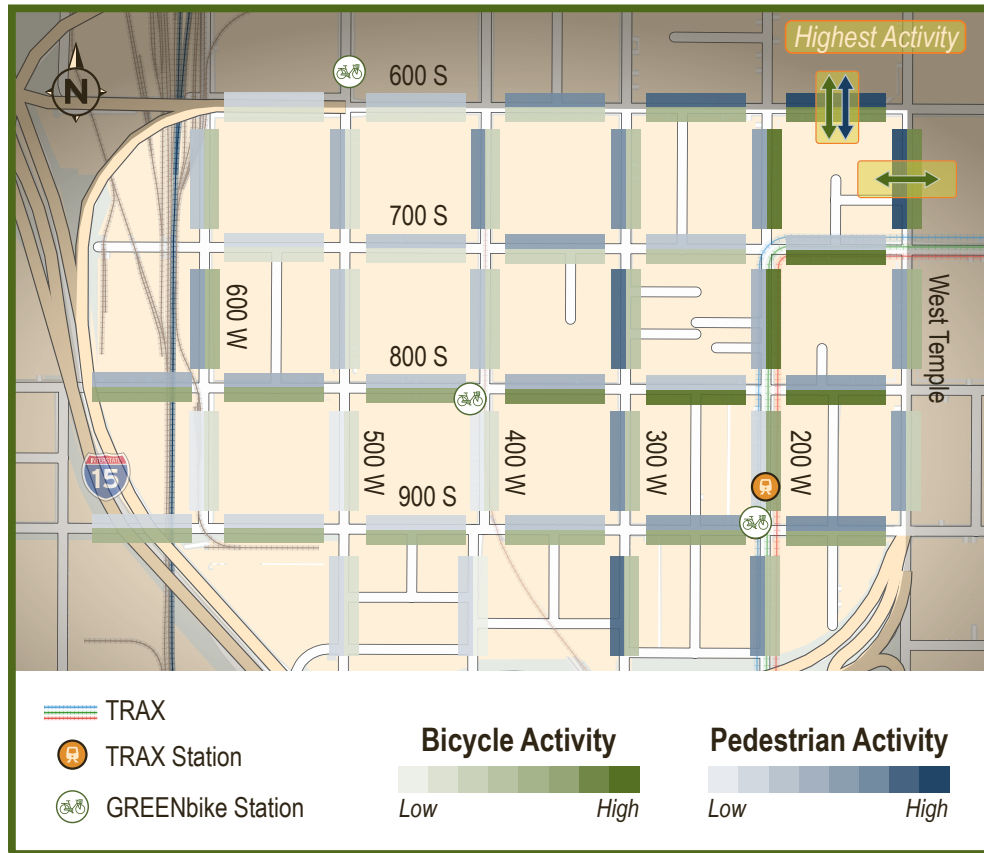 Highest Activity
N
600 S
700 S
600 W
West Temple
800 S
500 W
400 W
300 W
200 W
INTERSTATE
15
900 S
TRAX
TRAX Station
GREENbike Station
Bicycle Activity
Low
High
Pedestrian Activity
Low
High